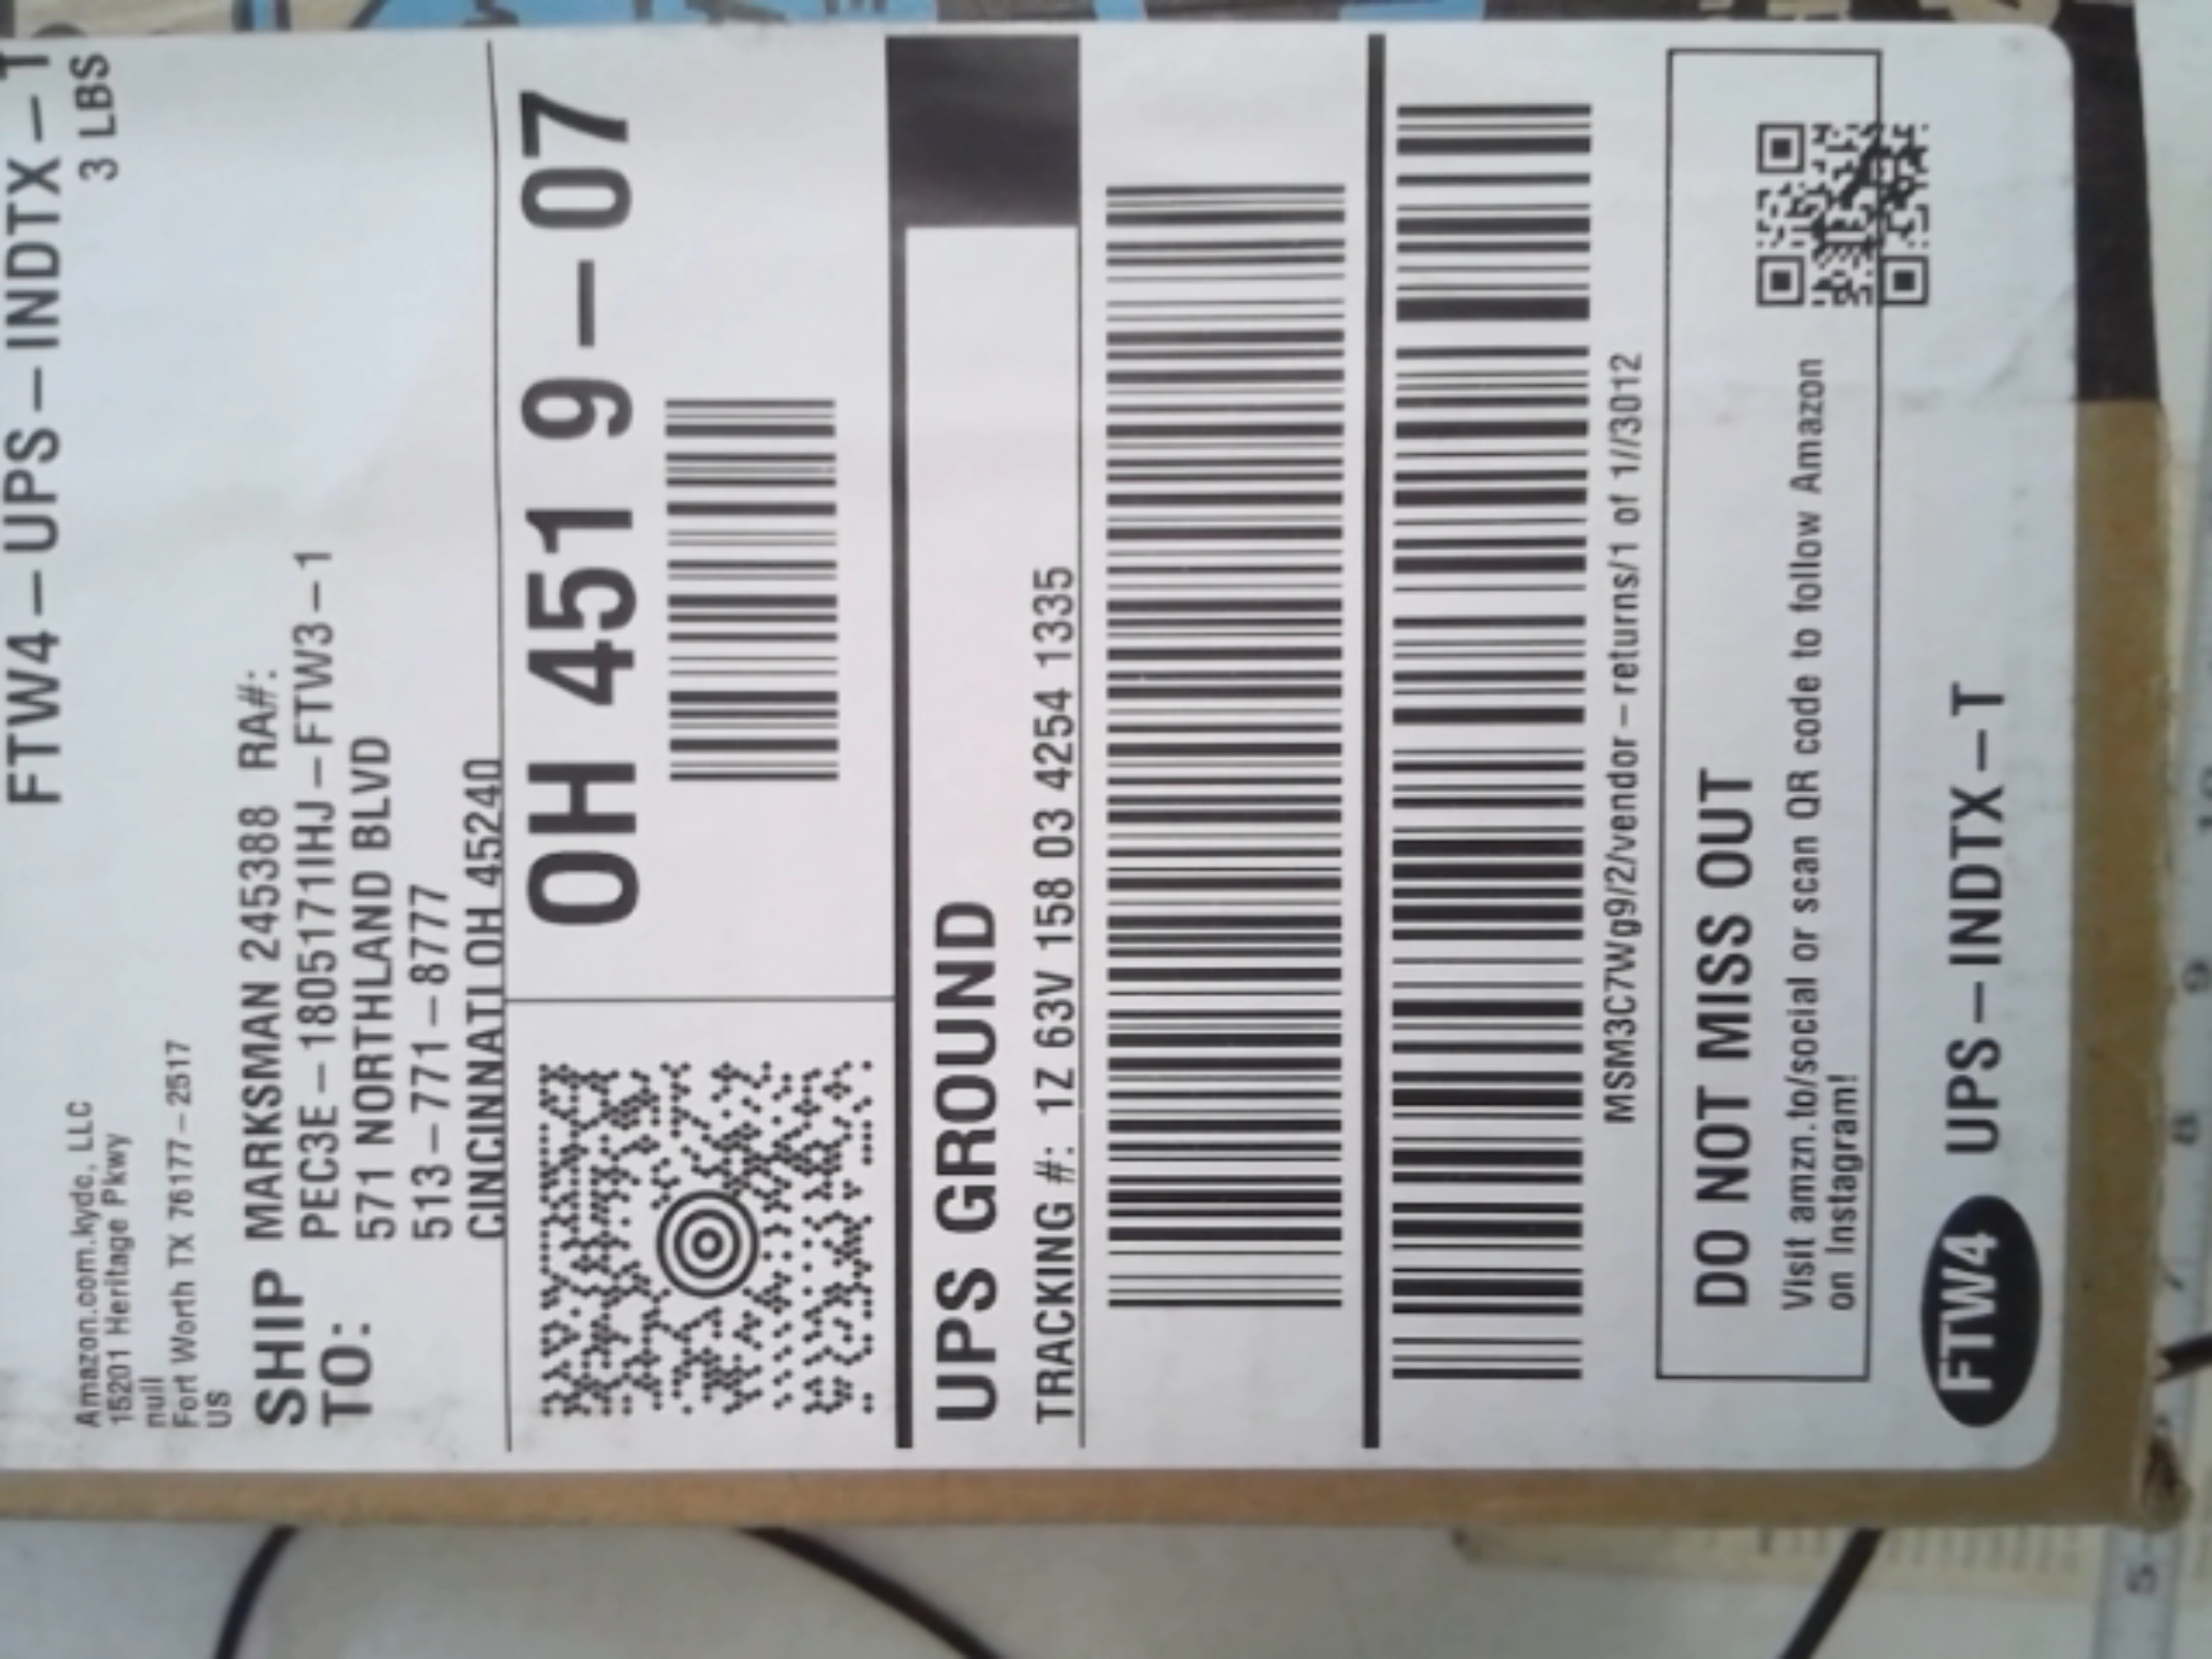 FTW4-UPS-INDTX-T
3 LBS
Amazon.com.kydc, LLC
15201 Heritage Pkwy
null
Fort Worth TX 76177-2517
US
SHIP TO:
MARKSMAN 245388 RA#:
PEC3E-18051711HJ-FTW3-1
571 NORTHLAND BLVD
513-771-8777
CINCINNATI OH 45240
OH 451 9-07
UPS GROUND
TRACKING #: 1Z 63V 158 03 4254 1335
MSM3C7Wg9/2/vendor-returns/1 of 1//3012
DO NOT MISS OUT
Visit amzn.to/social or scan QR code to follow Amazon
on Instagram!
FTW4 UPS-INDTX-T
5
8
9